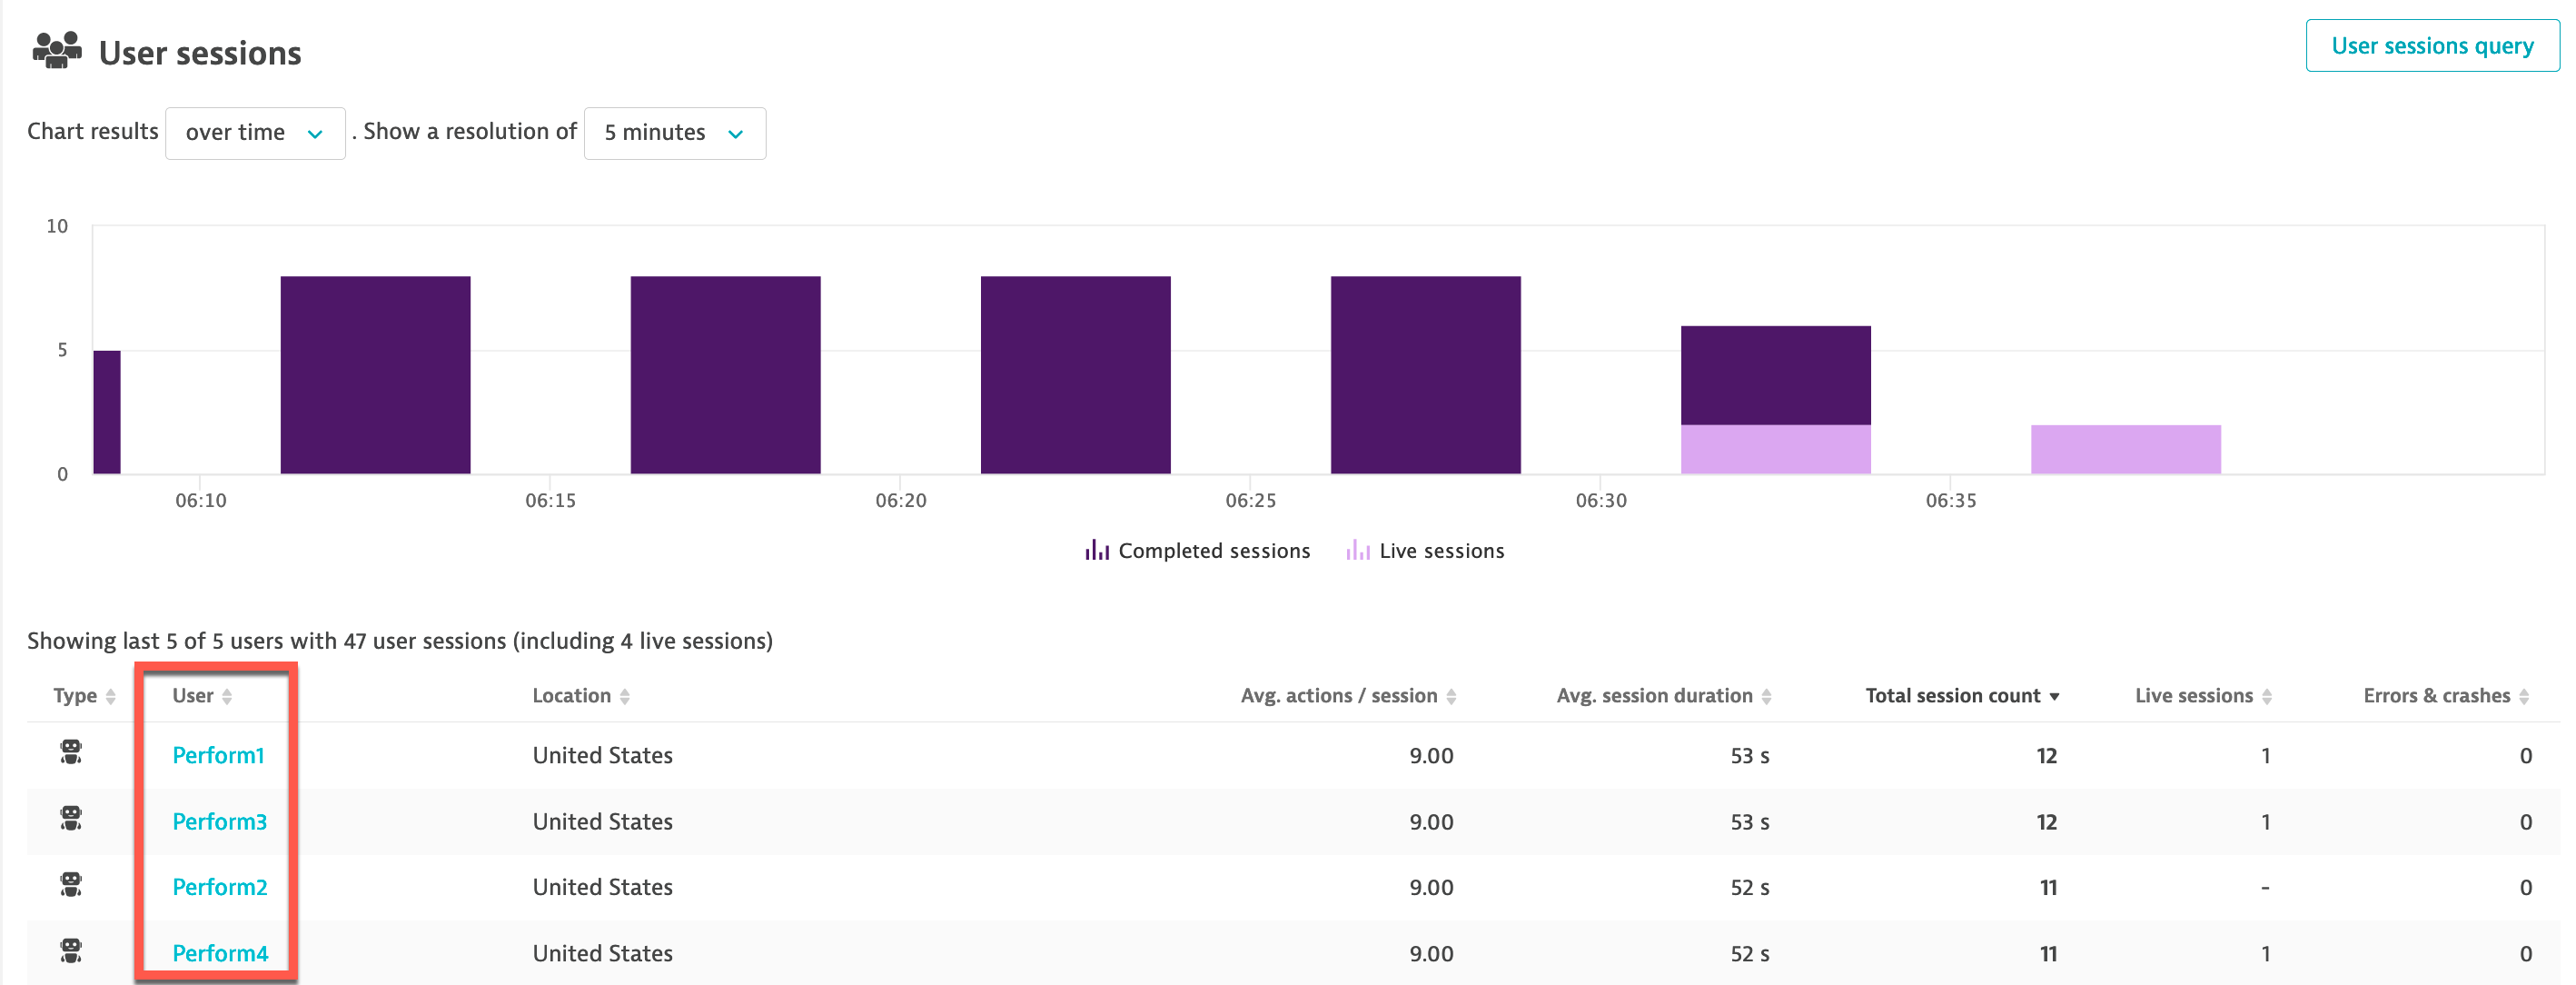 User sessions
User sessions query
Chart results over time . Show a resolution of 5 minutes
10
5
0
06:10 06:15 06:20 06:25 06:30 06:35
Completed sessions Live sessions
Showing last 5 of 5 users with 47 user sessions (including 4 live sessions)
Type User Location Avg. actions / session Avg. session duration Total session count Live sessions Errors & crashes
Perform1 United States 9.00 53 s 12 1 0
Perform3 United States 9.00 53 s 12 1 0
Perform2 United States 9.00 52 s 11 - 0
Perform4 United States 9.00 52 s 11 1 0